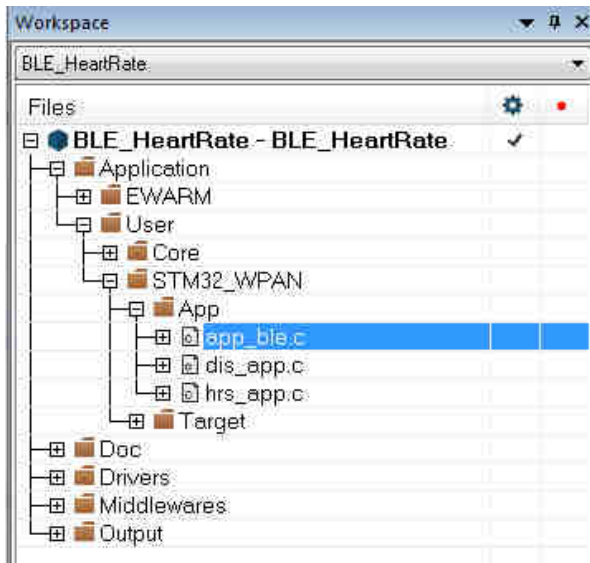 Workspace
BLE_HeartRate
Files
BLE_HeartRate - BLE_HeartRate
Application
EWARM
User
Core
STM32_WPAN
App
app_ble.c
dis_app.c
hrs_app.c
Target
Doc
Drivers
Middlewares
Output